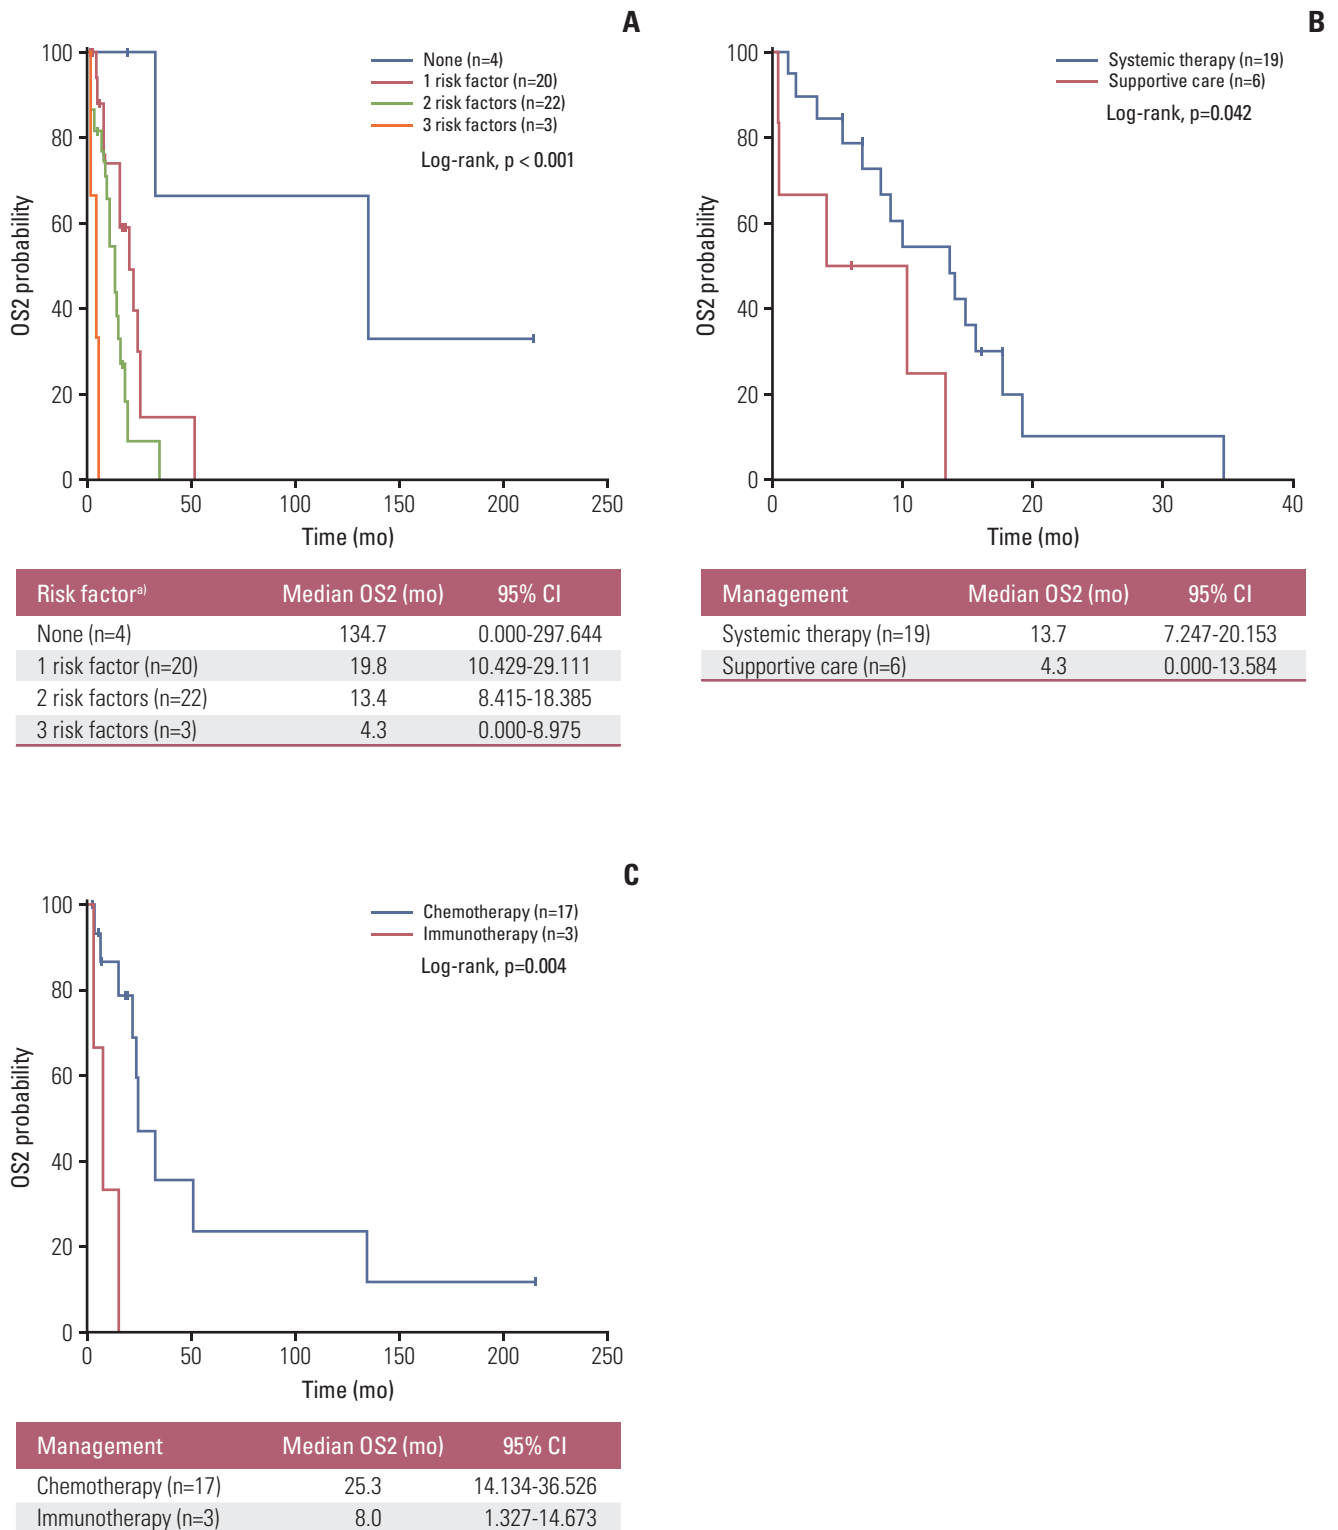 A
100
80
60
40
20
0
OS2 probability
None (n=4)
1 risk factor (n=20)
2 risk factors (n=22)
3 risk factors (n=3)
Log-rank, p < 0.001
0 50 100 150 200 250
Time (mo)
Risk factor a) Median OS2 (mo) 95% CI
None (n=4) 134.7 0.000-297.644
1 risk factor (n=20) 19.8 10.429-29.111
2 risk factors (n=22) 13.4 8.415-18.385
3 risk factors (n=3) 4.3 0.000-8.975
B
100
80
60
40
20
0
OS2 probability
Systemic therapy (n=19)
Supportive care (n=6)
Log-rank, p=0.042
0 10 20 30 40
Time (mo)
Management Median OS2 (mo) 95% CI
Systemic therapy (n=19) 13.7 7.247-20.153
Supportive care (n=6) 4.3 0.000-13.584
C
100
80
60
40
20
0
OS2 probability
Chemotherapy (n=17)
Immunotherapy (n=3)
Log-rank, p=0.004
0 50 100 150 200 250
Time (mo)
Management Median OS2 (mo) 95% CI
Chemotherapy (n=17) 25.3 14.134-36.526
Immunotherapy (n=3) 8.0 1.327-14.673